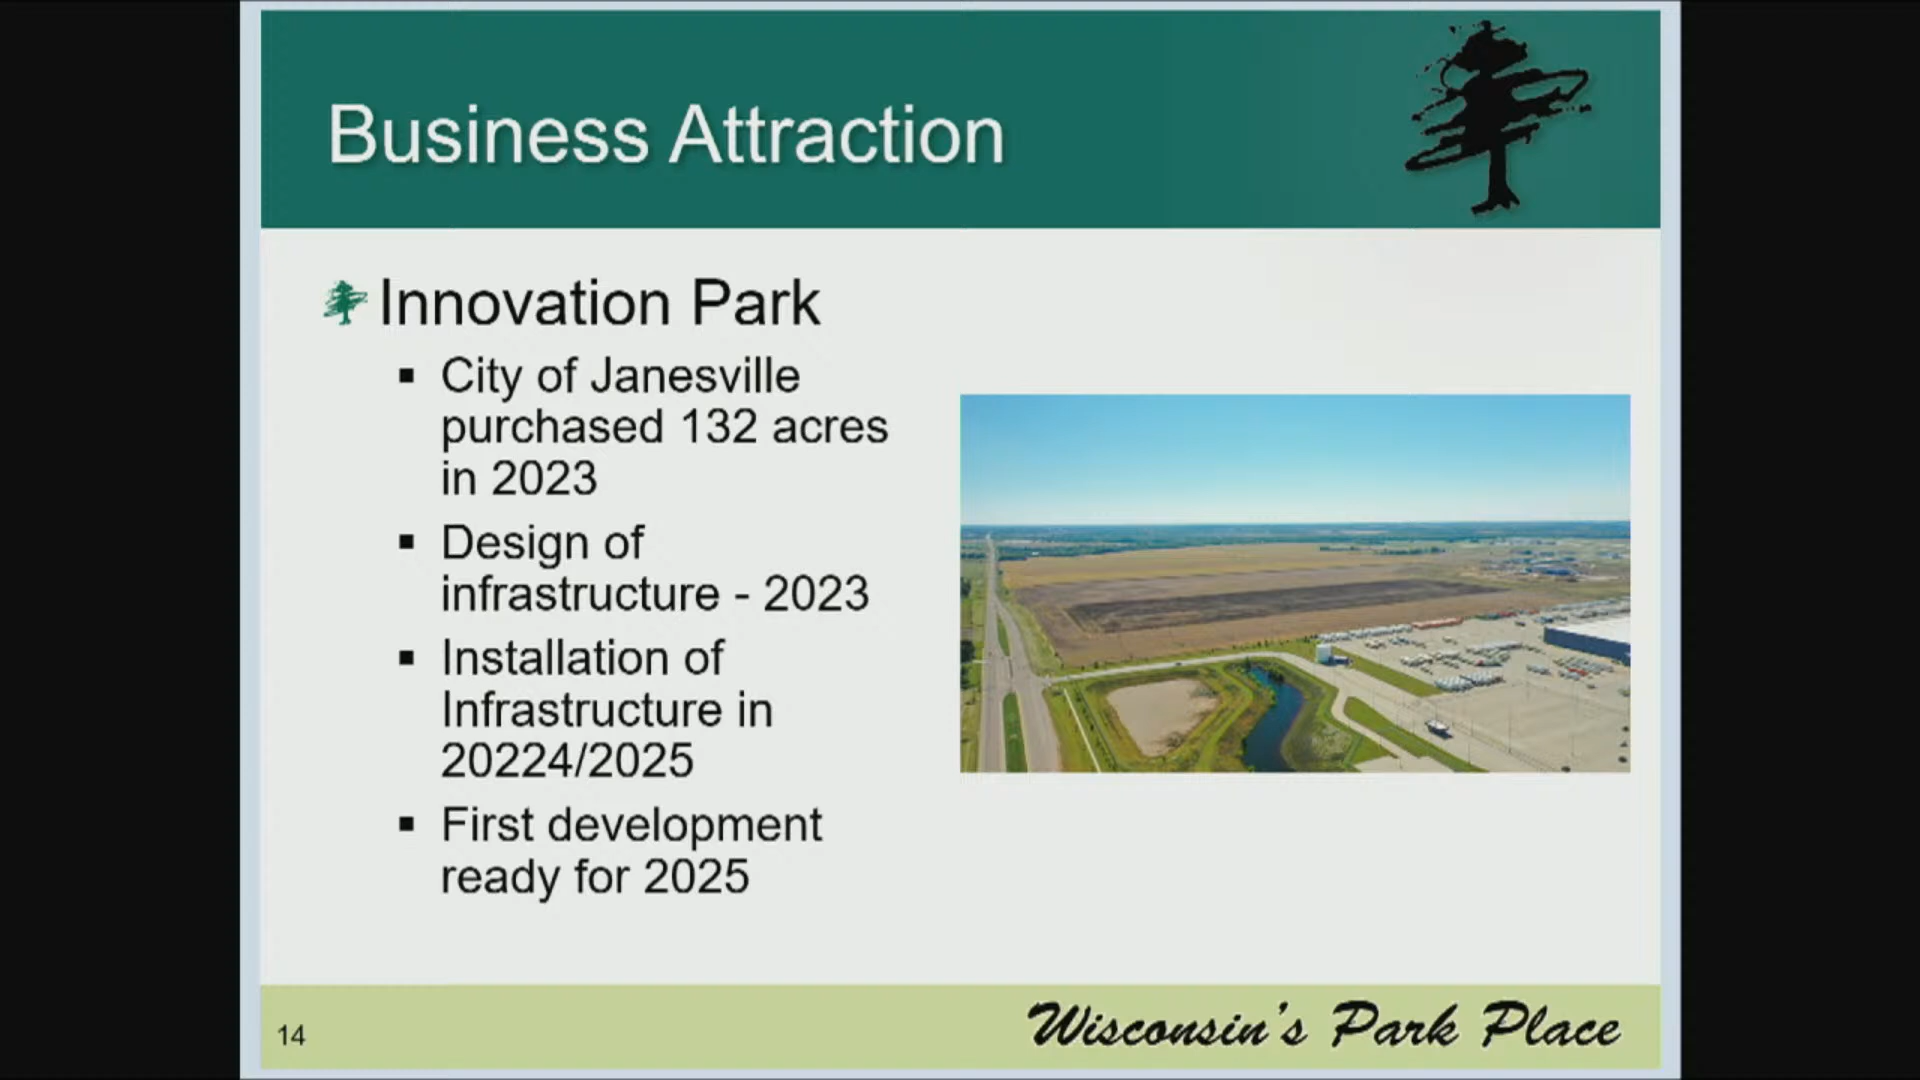 Business Attraction
Innovation Park
▪ City of Janesville
purchased 132 acres
in 2023
▪ Design of
infrastructure - 2023
▪ Installation of
Infrastructure in
20224/2025
▪ First development
ready for 2025
14
Wisconsin's Park Place